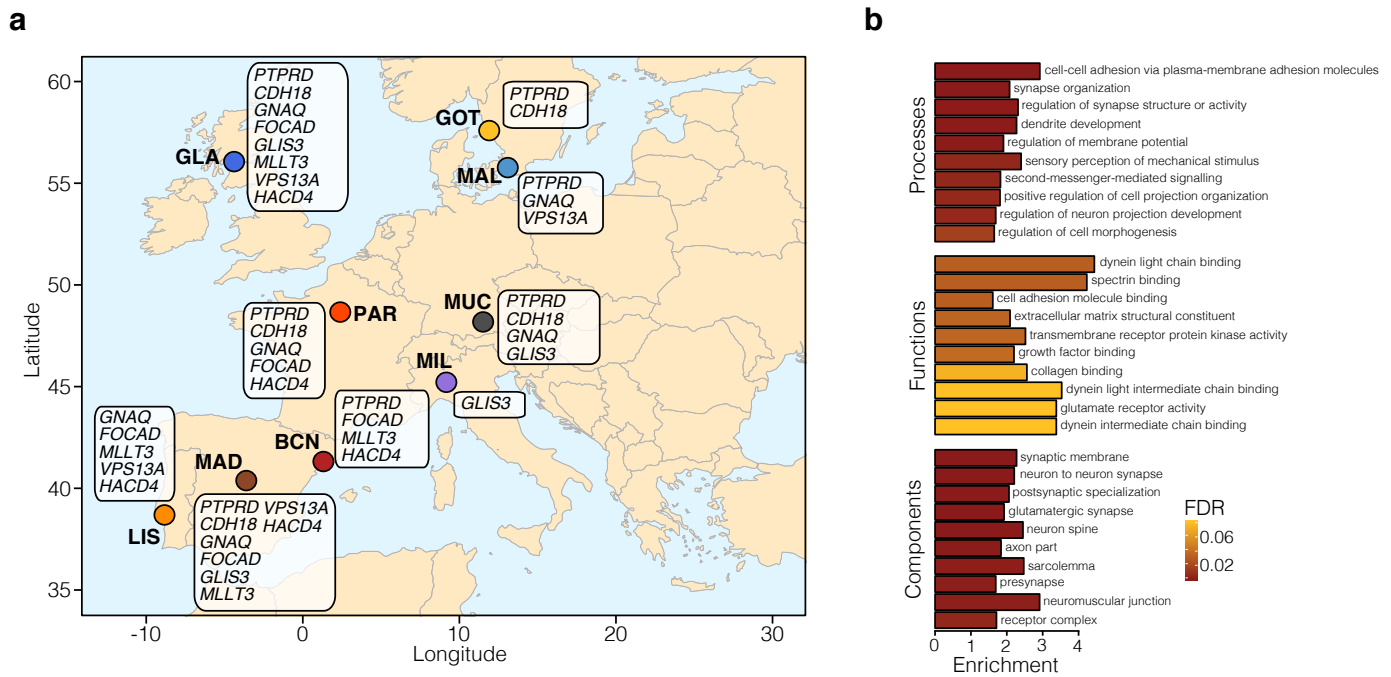 a
b
Latitude
60
55
50
45
40
35
-10
0
10
20
30
Longitude
GLA
PTPRD
CDH18
GNAQ
FOCAD
GLIS3
MLLT3
VPS13A
HACD4
GOT
PTPRD
CDH18
MAL
PTPRD
GNAQ
VPS13A
PAR
PTPRD
CDH18
GNAQ
FOCAD
HACD4
MUC
PTPRD
CDH18
GNAQ
GLIS3
MIL
GLIS3
BCN
PTPRD
FOCAD
MLLT3
HACD4
MAD
PTPRD VPS13A
CDH18 HACD4
GNAQ
FOCAD
GLIS3
MLLT3
LIS
GNAQ
FOCAD
MLLT3
VPS13A
HACD4
Processes
cell-cell adhesion via plasma-membrane adhesion molecules
synapse organization
regulation of synapse structure or activity
dendrite development
regulation of membrane potential
sensory perception of mechanical stimulus
second-messenger-mediated signalling
positive regulation of cell projection organization
regulation of neuron projection development
regulation of cell morphogenesis
Functions
dynein light chain binding
spectrin binding
cell adhesion molecule binding
extracellular matrix structural constituent
transmembrane receptor protein kinase activity
growth factor binding
collagen binding
dynein light intermediate chain binding
glutamate receptor activity
dynein intermediate chain binding
Components
synaptic membrane
neuron to neuron synapse
postsynaptic specialization
glutamatergic synapse
neuron spine
axon part
sarcolemma
presynapse
neuromuscular junction
receptor complex
0 1 2 3 4
Enrichment
FDR
0.06
0.02